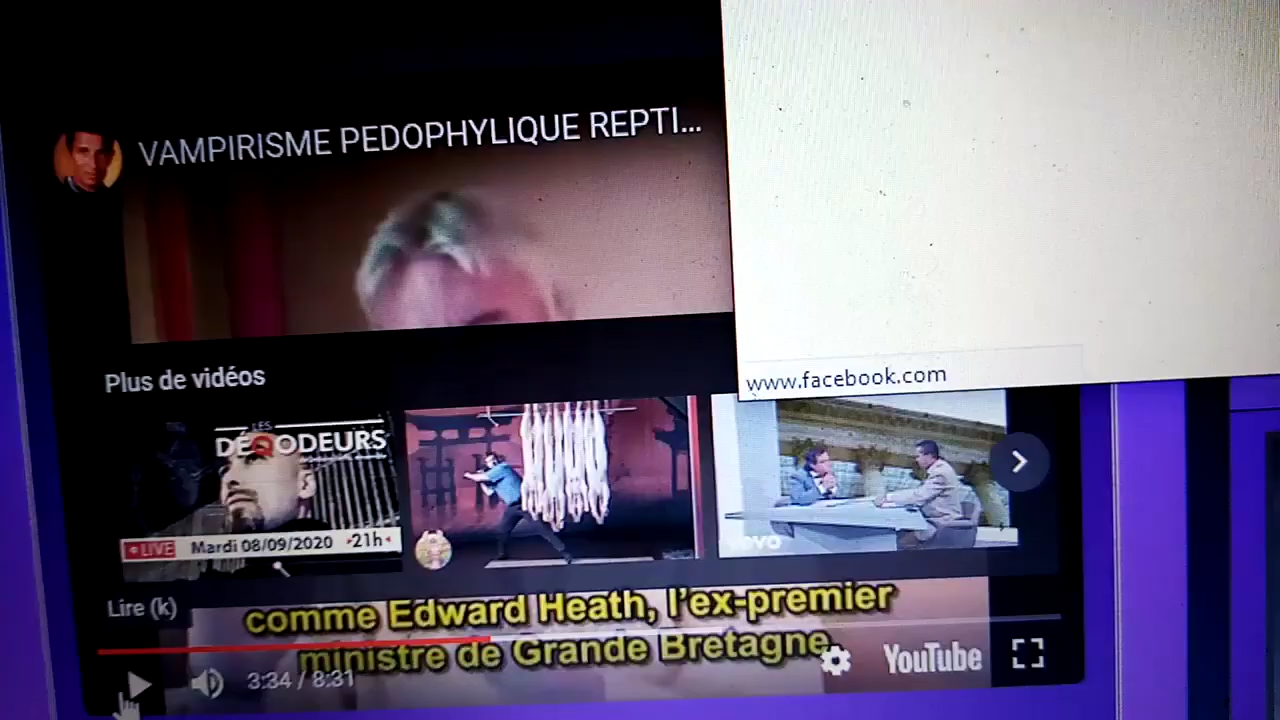 VAMPIRISME PEDOPHYLIQUE REPTI...
www.facebook.com
Plus de vidéos
LES
DÉQODEURS
LIVE Mardi 08/09/2020 21h
Lire (k)
comme Edward Heath, l'ex-premier
ministre de Grande Bretagne
3:34 / 8:31
YouTube